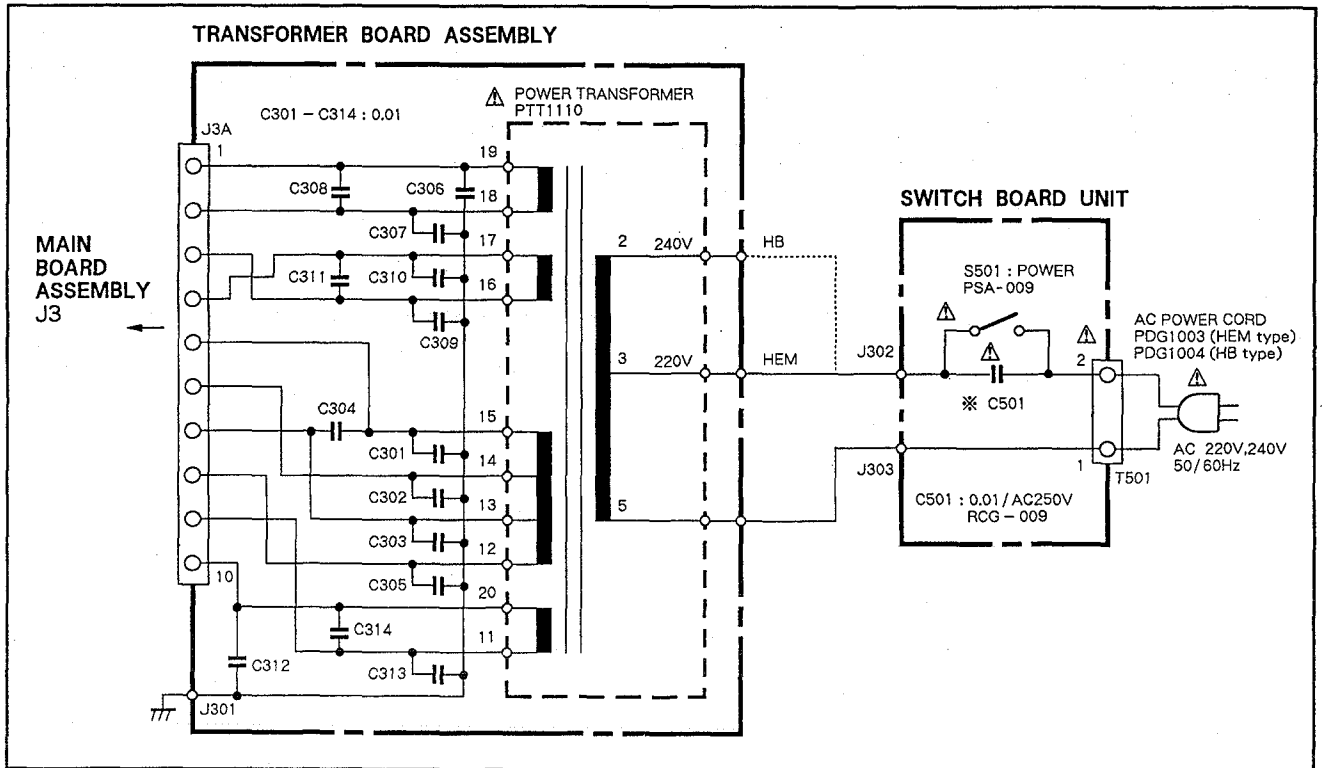 TRANSFORMER BOARD ASSEMBLY
C301 – C314 : 0.01
⚠ POWER TRANSFORMER
PTT1110
J3A
1
19
C308
C306
18
C307
17
C311
C310
16
C309
MAIN
BOARD
ASSEMBLY
J3
15
C304
C301
14
C302
13
C303
12
C305
10
20
C314
11
C312
C313
J301
2
240V
HB
3
220V
HEM
5
J302
J303
SWITCH BOARD UNIT
S501 : POWER
PSA-009
⚠
⚠
※ C501
⚠
2
1
T501
C501 : 0.01/AC250V
RCG-009
AC POWER CORD
PDG1003 (HEM type)
PDG1004 (HB type)
⚠
AC 220V,240V
50/60Hz